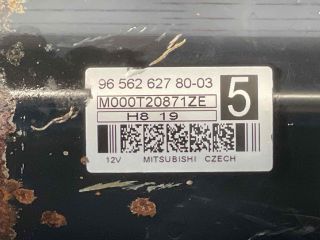 96 562 627 80-03
5
M000T20871ZE
H8 19
12V MITSUBISHI CZECH